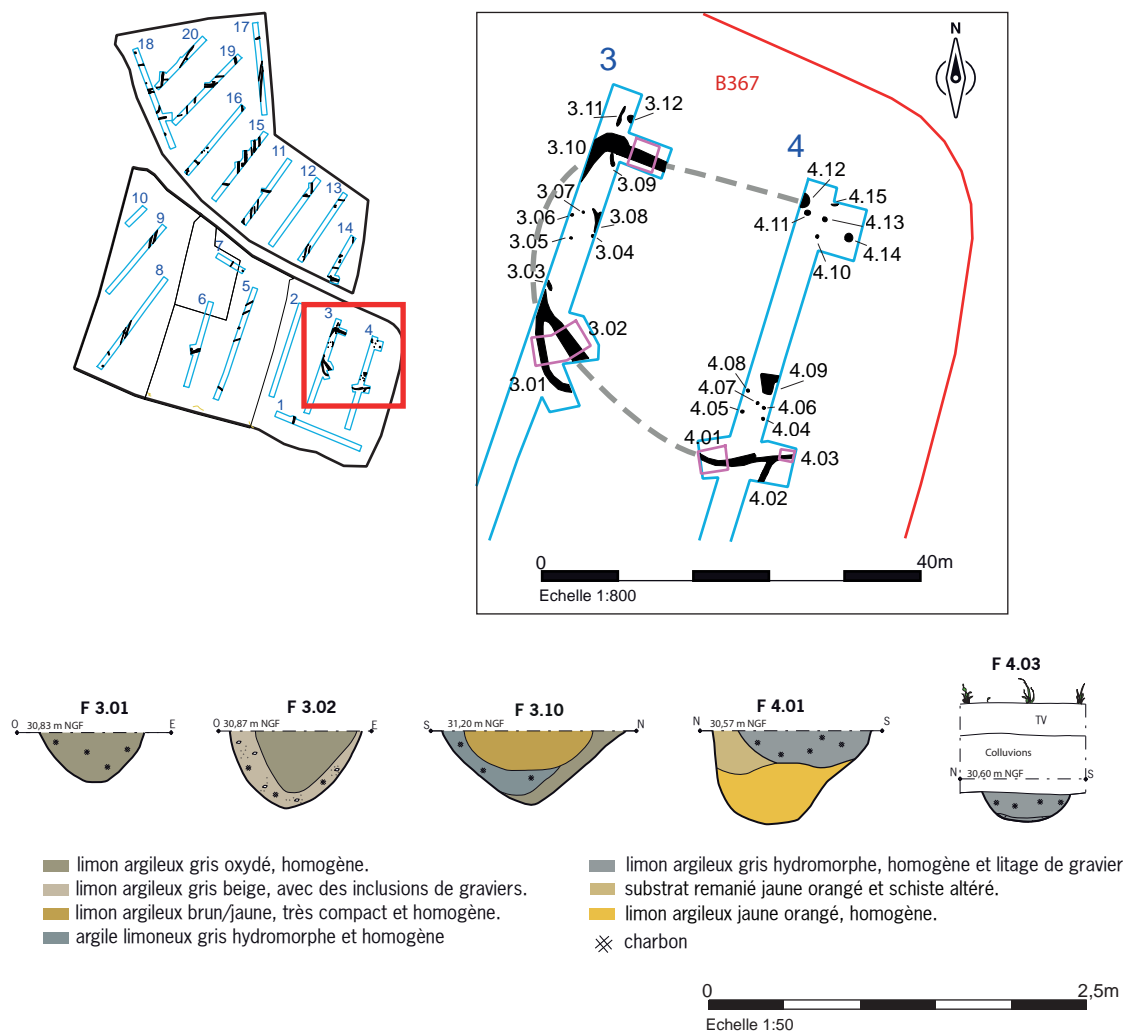 17
20
18
19
16
15
11
12
13
14
10
9
7
8
5
2
6
3
4
1
N
3
B367
3.11
3.12
3.10
4
3.09
4.12
4.15
3.07
3.06
3.08
4.11
4.13
3.05
3.04
4.14
4.10
3.03
3.02
3.01
4.08
4.09
4.07
4.05
4.06
4.04
4.01
4.03
4.02
0
40m
Echelle 1:800
F 3.01
O
30,83 m NGF
E
F 3.02
O
30,87 m NGF
E
F 3.10
S
31,20 m NGF
N
F 4.01
N
30,57 m NGF
S
F 4.03
TV
Colluvions
N
30,60 m NGF
S
limon argileux gris oxydé, homogène.
limon argileux gris beige, avec des inclusions de graviers.
limon argileux brun/jaune, très compact et homogène.
argile limoneux gris hydromorphe et homogène
limon argileux gris hydromorphe, homogène et litage de gravier
substrat remanié jaune orangé et schiste altéré.
limon argileux jaune orangé, homogène.
charbon
0
2,5m
Echelle 1:50